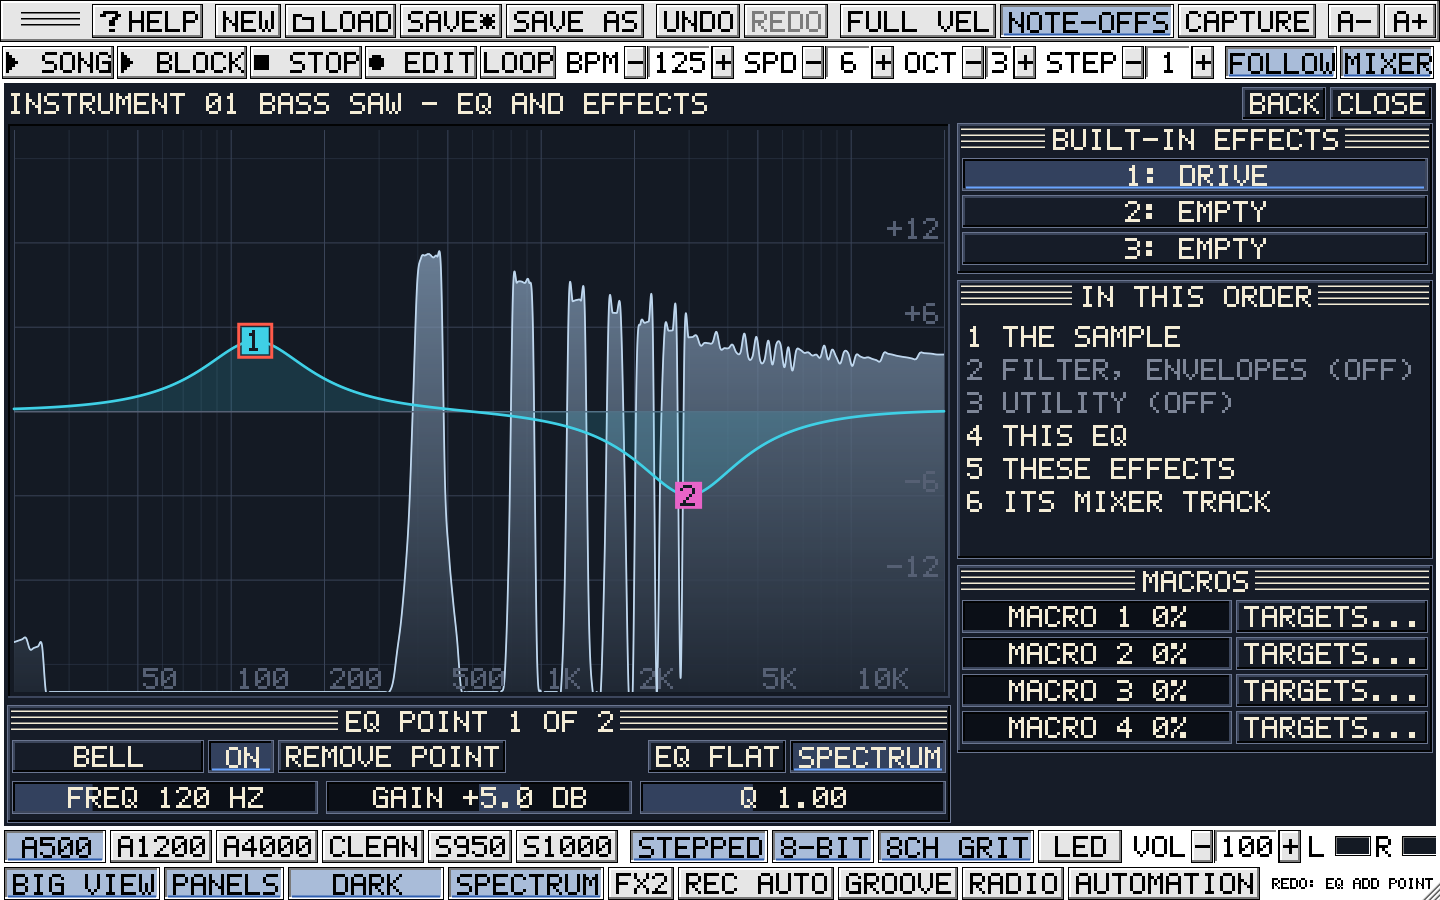 ?HELP NEW LOAD SAVE* SAVE AS UNDO REDO FULL VEL NOTE-OFFS CAPTURE A- A+
SONG BLOCK STOP EDIT LOOP BPM - 125 + SPD - 6 + OCT - 3 + STEP - 1 + FOLLOW MIXER
INSTRUMENT 01 BASS SAW - EQ AND EFFECTS BACK CLOSE
BUILT-IN EFFECTS
1: DRIVE
2: EMPTY
3: EMPTY
+12
+6
-6
-12
1
2
50 100 200 500 1K 2K 5K 10K
IN THIS ORDER
1 THE SAMPLE
2 FILTER, ENVELOPES (OFF)
3 UTILITY (OFF)
4 THIS EQ
5 THESE EFFECTS
6 ITS MIXER TRACK
MACROS
MACRO 1 0% TARGETS...
MACRO 2 0% TARGETS...
MACRO 3 0% TARGETS...
MACRO 4 0% TARGETS...
EQ POINT 1 OF 2
BELL ON REMOVE POINT EQ FLAT SPECTRUM
FREQ 120 HZ GAIN +5.0 DB Q 1.00
A500 A1200 A4000 CLEAN S950 S1000 STEPPED 8-BIT 8CH GRIT LED VOL - 100 + L R
BIG VIEW PANELS DARK SPECTRUM FX2 REC AUTO GROOVE RADIO AUTOMATION REDO: EQ ADD POINT